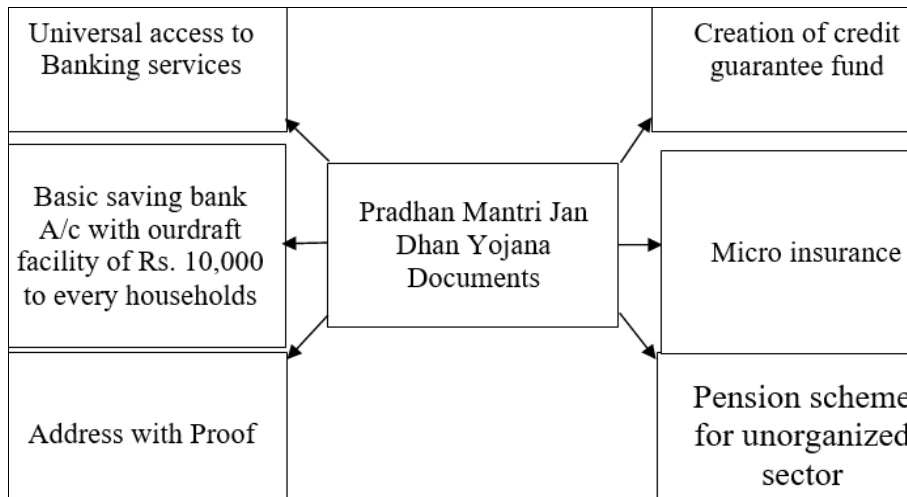 Universal access to
Banking services
Creation of credit
guarantee fund
Basic saving bank
A/c with ourdraft
facility of Rs. 10,000
to every households
Pradhan Mantri Jan
Dhan Yojana
Documents
Micro insurance
Address with Proof
Pension scheme
for unorganized
sector